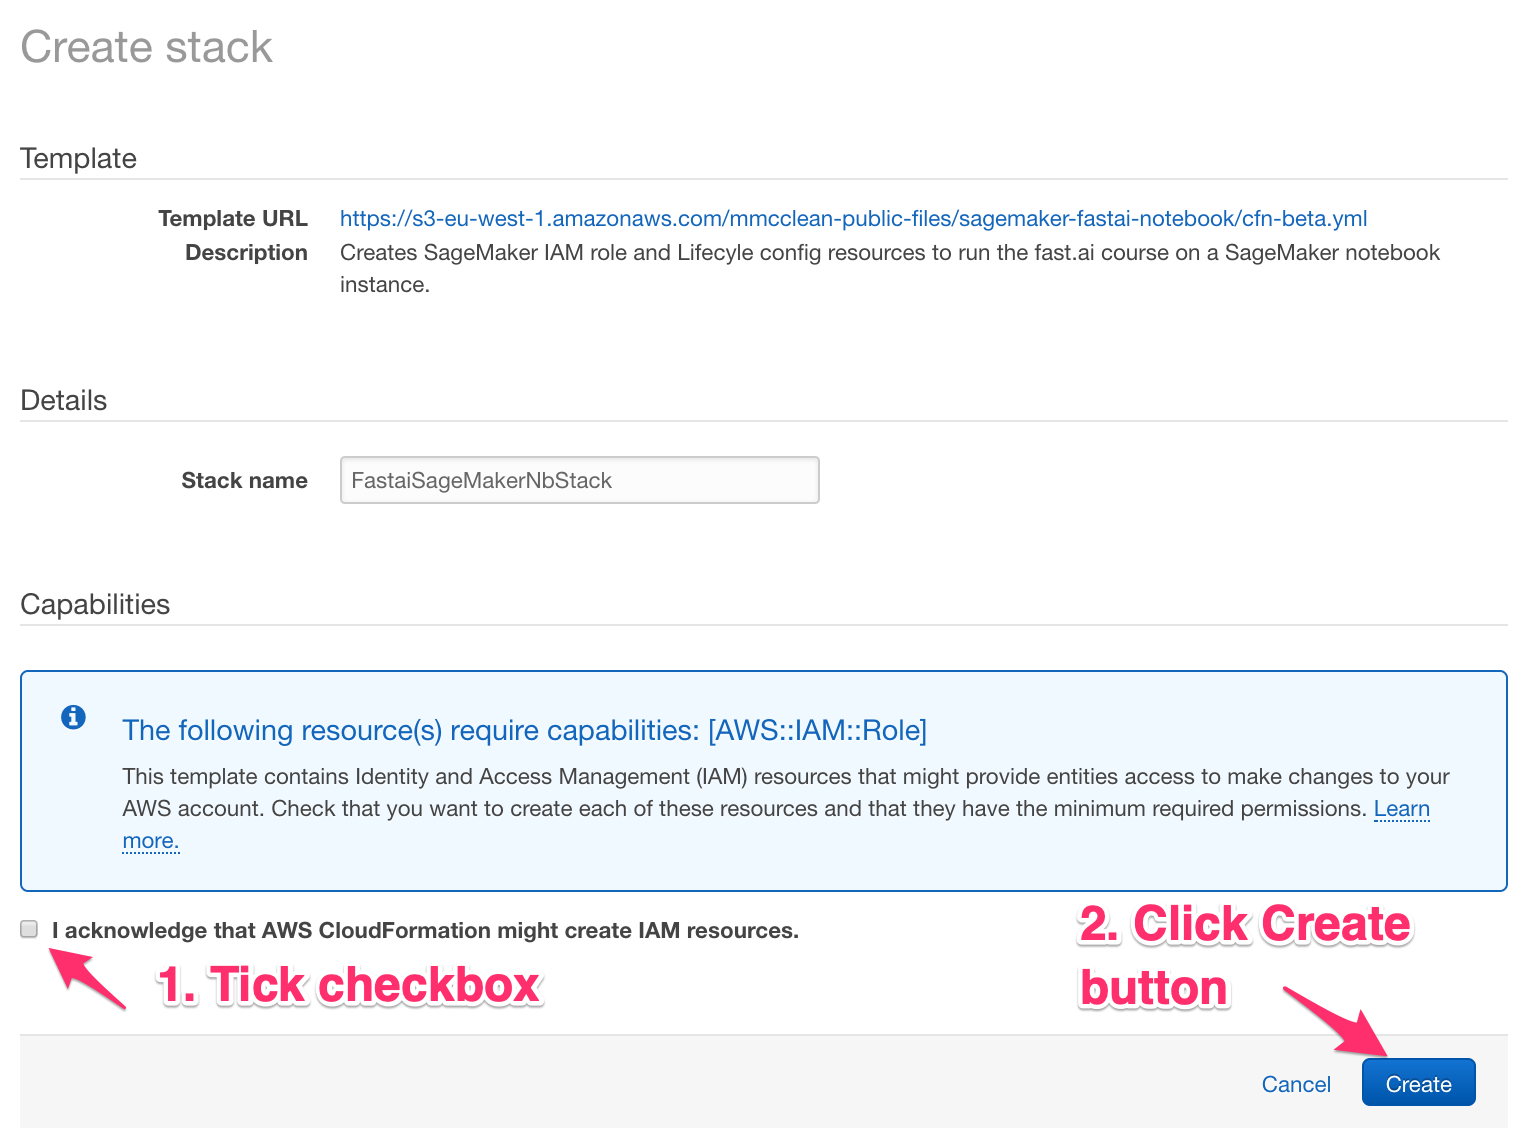 Create stack
Template
Template URL https://s3-eu-west-1.amazonaws.com/mmcclean-public-files/sagemaker-fastai-notebook/cfn-beta.yml
Description Creates SageMaker IAM role and Lifecyle config resources to run the fast.ai course on a SageMaker notebook
instance.
Details
Stack name FastaiSageMakerNbStack
Capabilities
The following resource(s) require capabilities: [AWS::IAM::Role]
This template contains Identity and Access Management (IAM) resources that might provide entities access to make changes to your
AWS account. Check that you want to create each of these resources and that they have the minimum required permissions. Learn
more.
I acknowledge that AWS CloudFormation might create IAM resources.
1. Tick checkbox
2. Click Create
button
Cancel Create